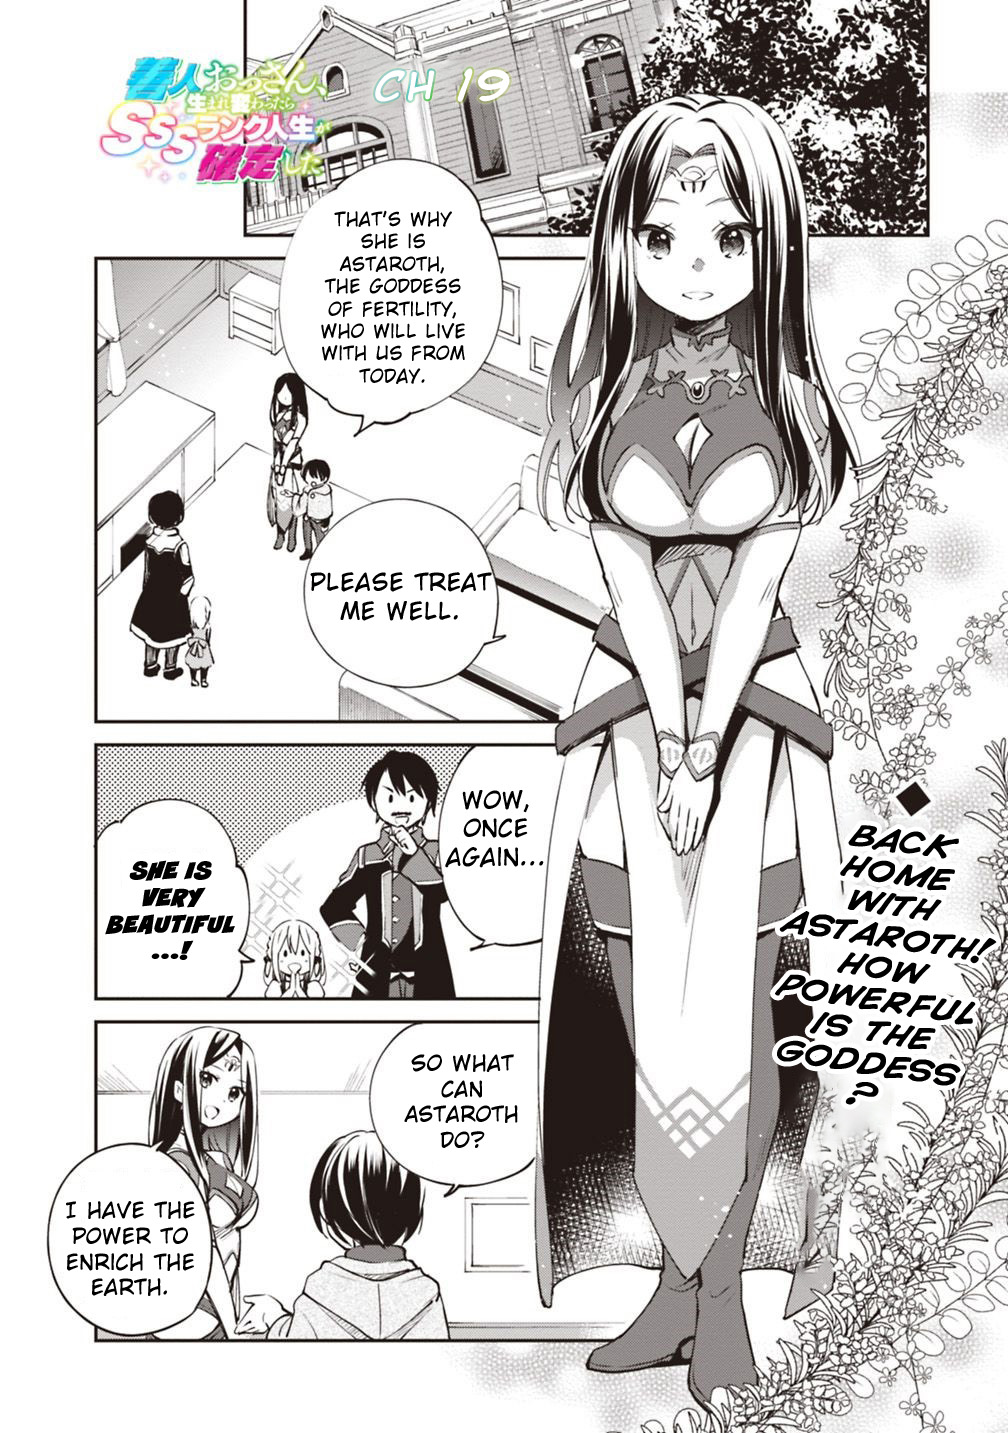 善人おっさん、
生まれ変わったら
SSSランク人生が
確定した
CH 19
THAT'S WHY
SHE IS
ASTAROTH,
THE GODDESS
OF FERTILITY,
WHO WILL LIVE
WITH US FROM
TODAY.
PLEASE TREAT
ME WELL.
WOW,
ONCE
AGAIN...
SHE IS
VERY
BEAUTIFUL
...!
BACK
HOME
WITH
ASTAROTH!
HOW
POWERFUL
IS THE
GODDESS
?
SO WHAT
CAN
ASTAROTH
DO?
I HAVE THE
POWER TO
ENRICH THE
EARTH.